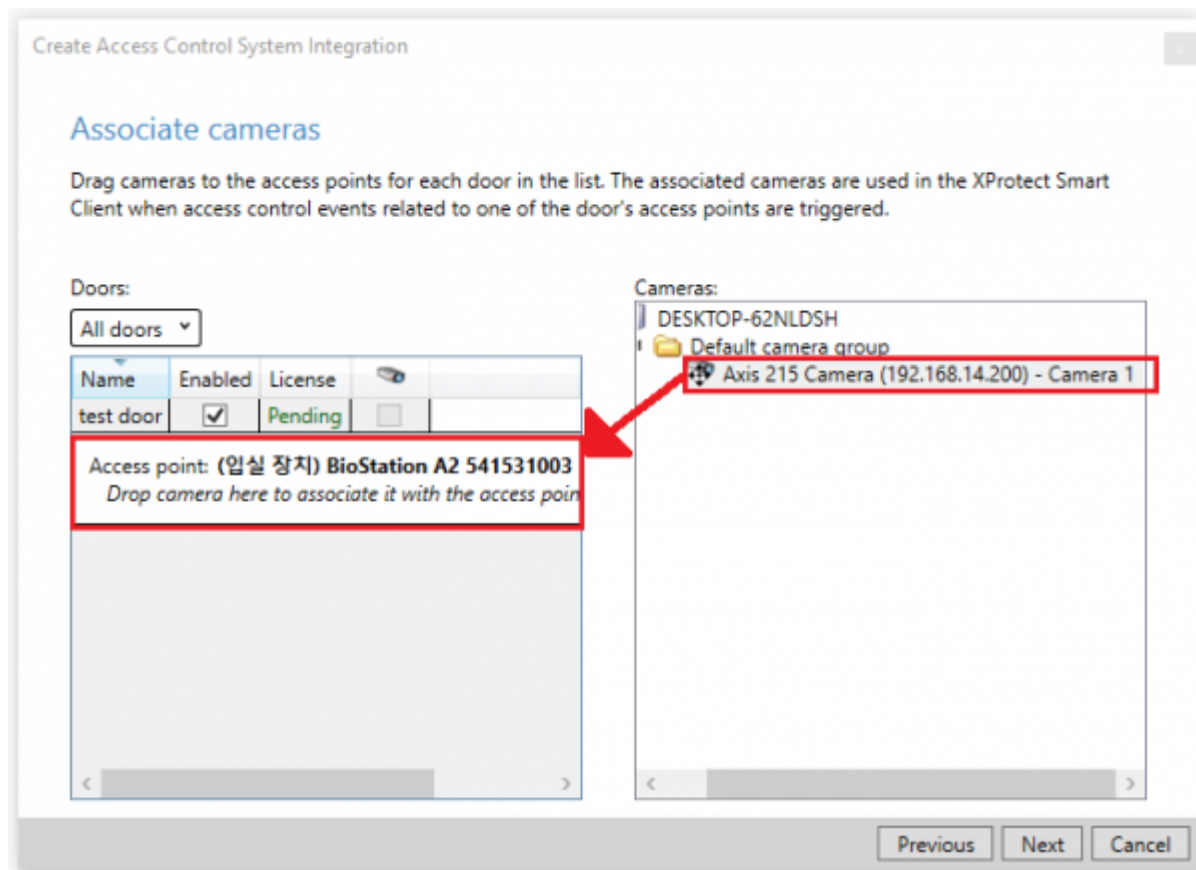 Create Access Control System Integration
x
Associate cameras
Drag cameras to the access points for each door in the list. The associated cameras are used in the XProtect Smart
Client when access control events related to one of the door's access points are triggered.
Doors:
All doors
Name Enabled License
test door Pending
Access point: (입실 장치) BioStation A2 541531003
Drop camera here to associate it with the access poin
Cameras:
DESKTOP-62NLDSH
Default camera group
Axis 215 Camera (192.168.14.200) - Camera 1
Previous Next Cancel